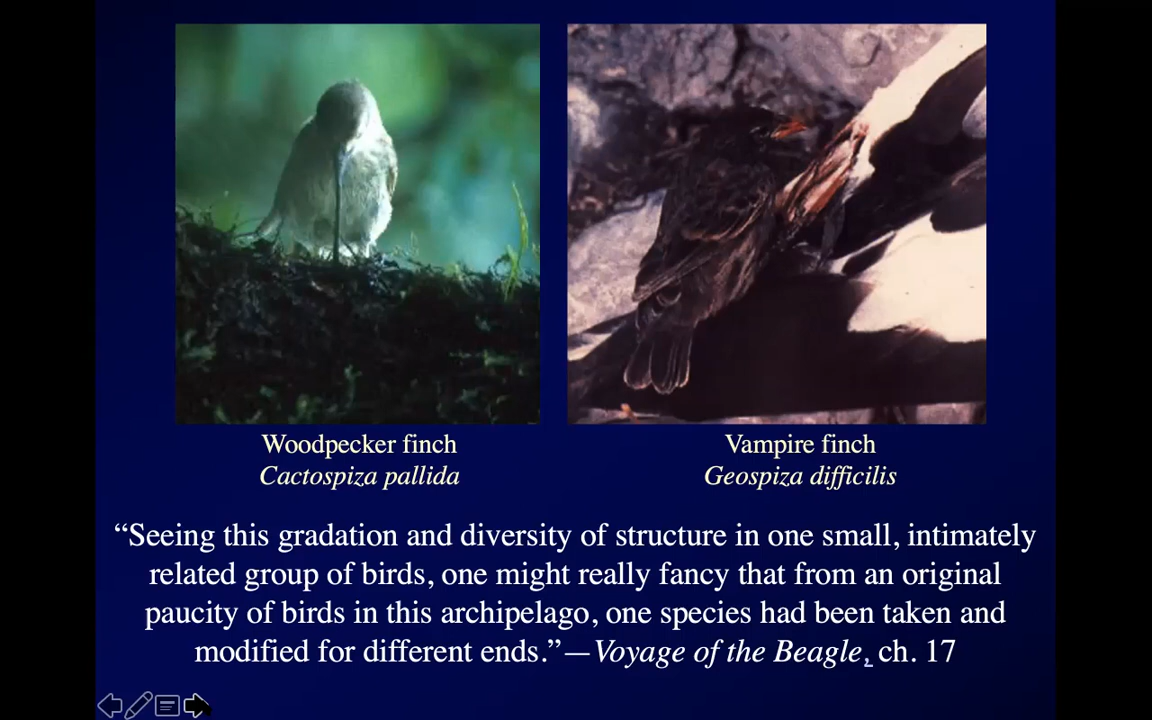 Woodpecker finch
Cactospiza pallida
Vampire finch
Geospiza difficilis
“Seeing this gradation and diversity of structure in one small, intimately
related group of birds, one might really fancy that from an original
paucity of birds in this archipelago, one species had been taken and
modified for different ends.”—Voyage of the Beagle, ch. 17